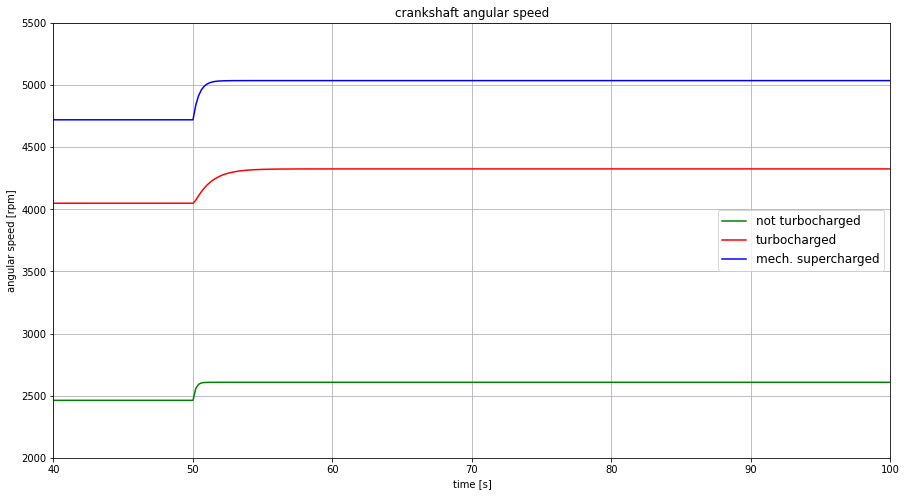 crankshaft angular speed
5500
5000
4500
4000
3500
3000
2500
2000
angular speed [rpm]
not turbocharged
turbocharged
mech. supercharged
40
50
60
70
80
90
100
time [s]